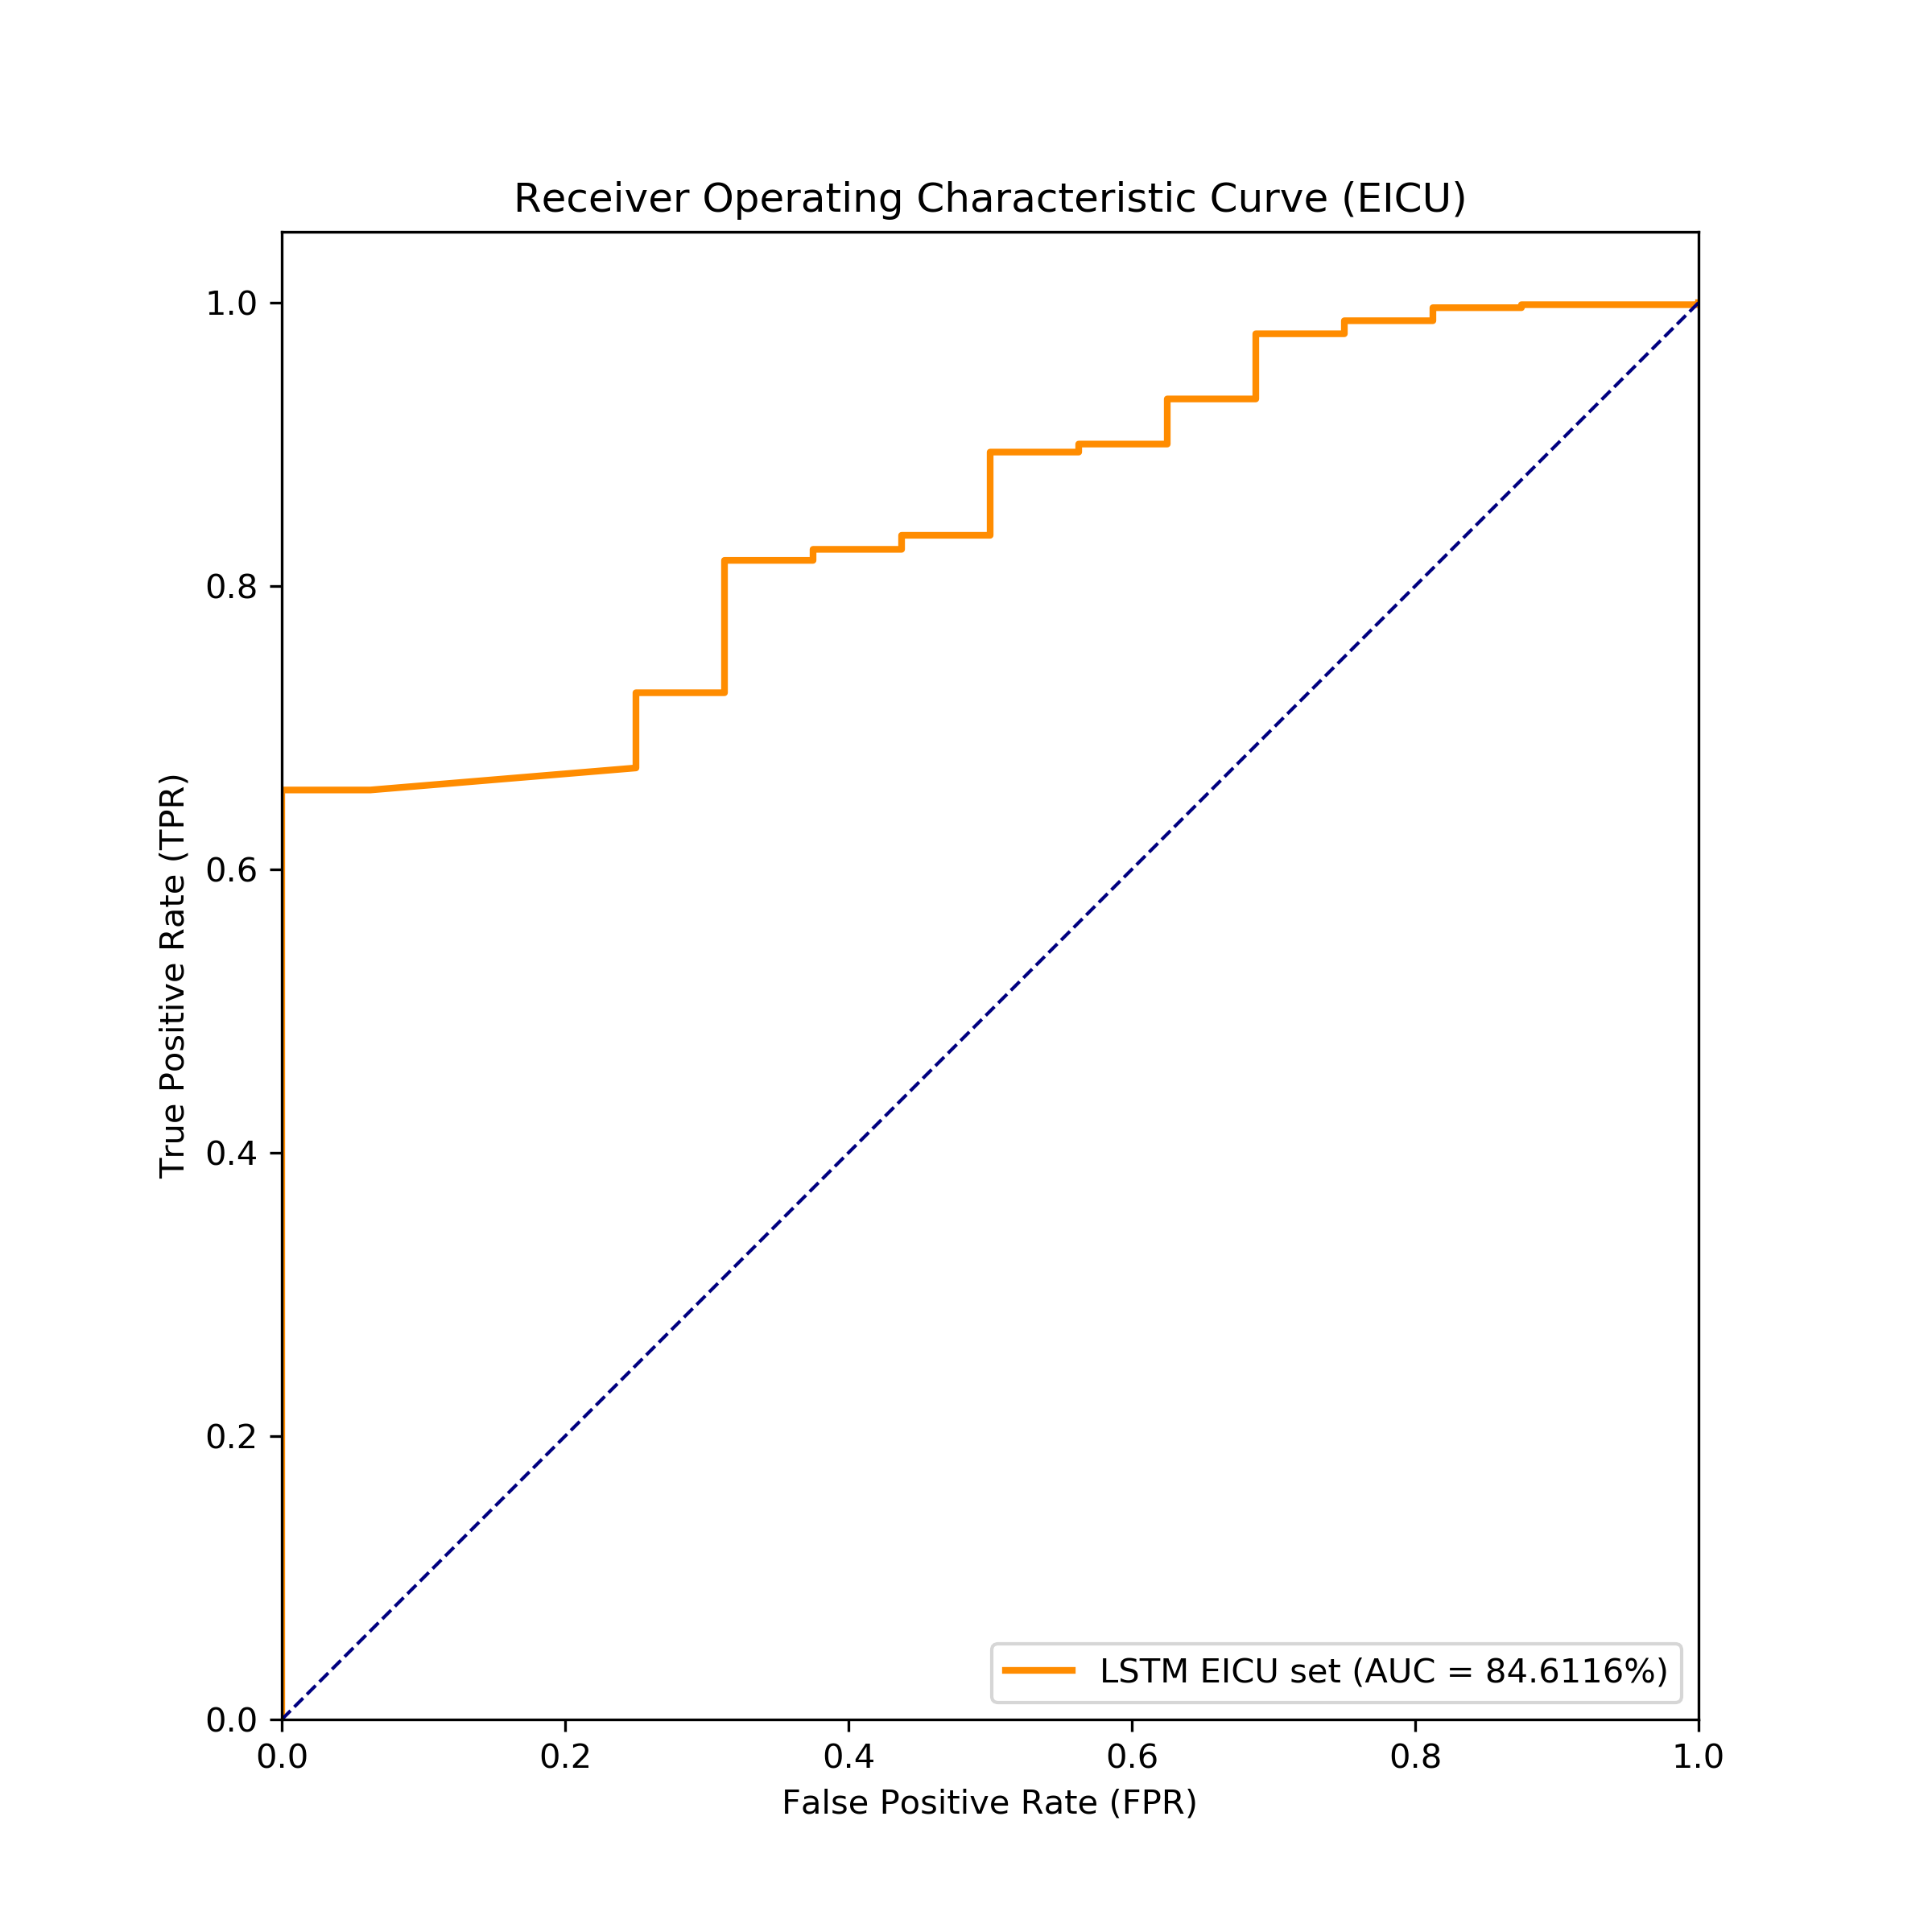 Receiver Operating Characteristic Curve (EICU)
True Positive Rate (TPR)
1.0
0.8
0.6
0.4
0.2
0.0
LSTM EICU set (AUC = 84.6116%)
0.0 0.2 0.4 0.6 0.8 1.0
False Positive Rate (FPR)